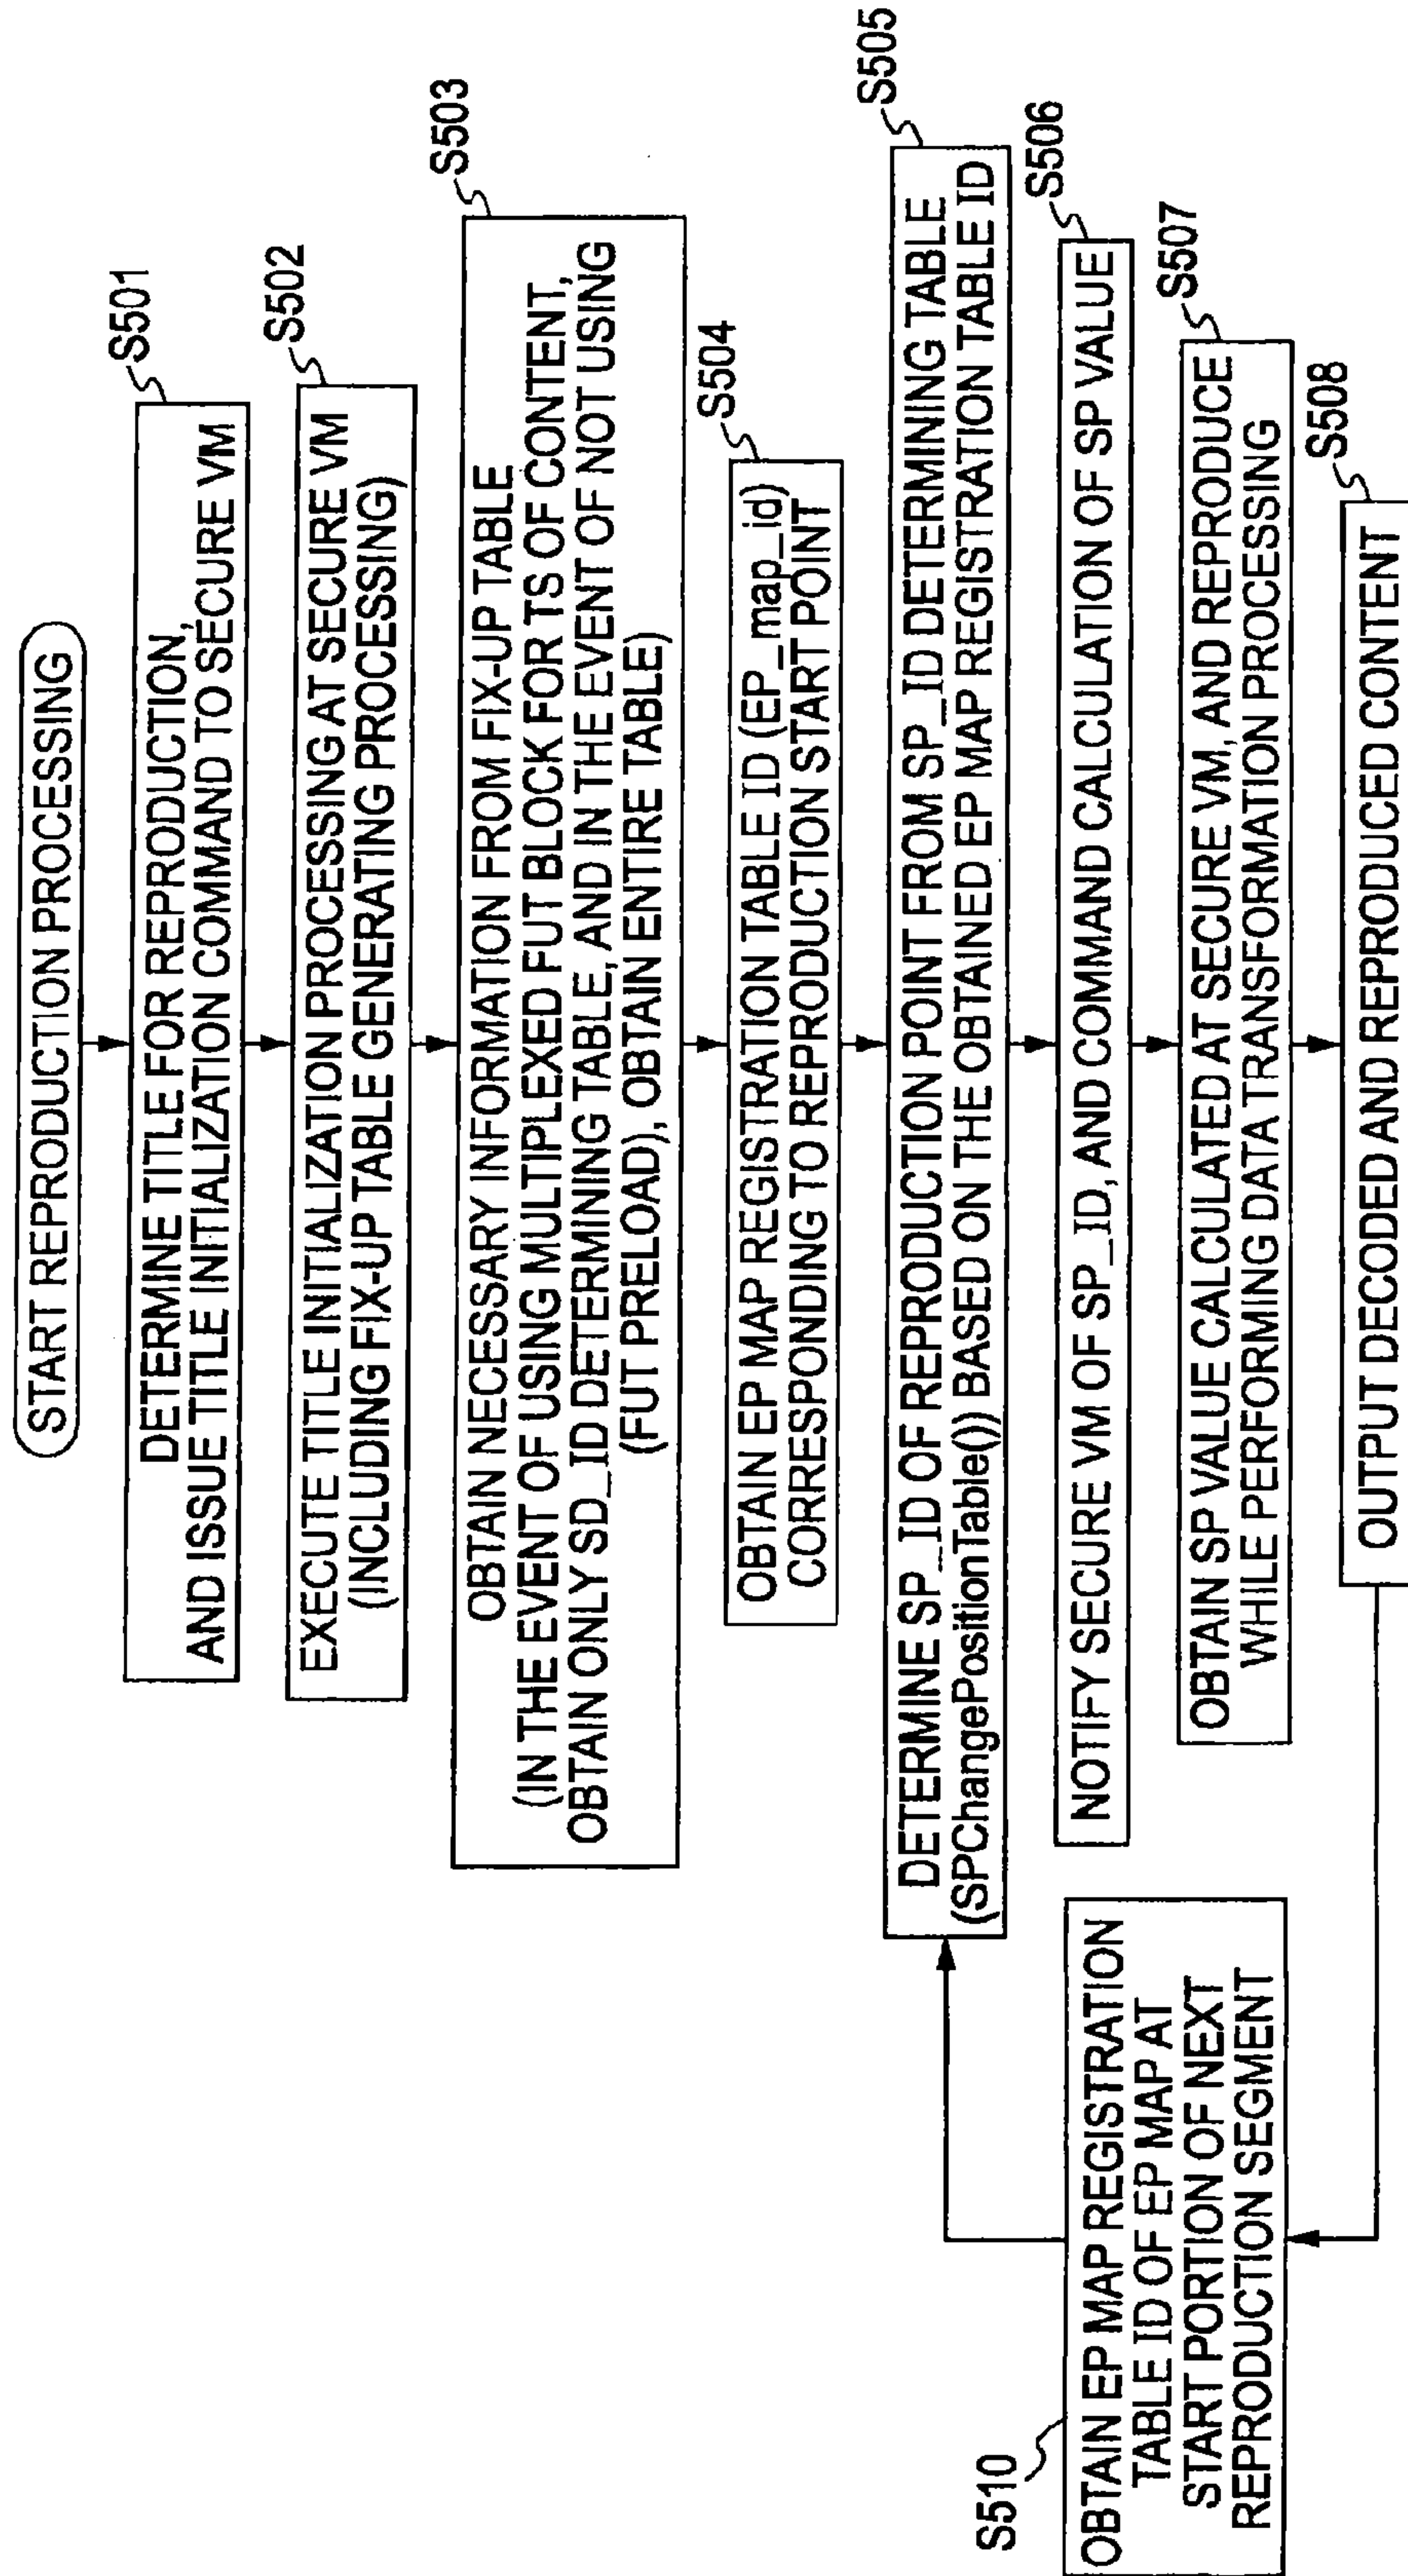 START REPRODUCTION PROCESSING
S501
DETERMINE TITLE FOR REPRODUCTION,
AND ISSUE TITLE INITIALIZATION COMMAND TO SECURE VM
S502
EXECUTE TITLE INITIALIZATION PROCESSING AT SECURE VM
(INCLUDING FIX-UP TABLE GENERATING PROCESSING)
S503
OBTAIN NECESSARY INFORMATION FROM FIX-UP TABLE
(IN THE EVENT OF USING MULTIPLEXED FUT BLOCK FOR TS OF CONTENT,
OBTAIN ONLY SD_ID DETERMINING TABLE, AND IN THE EVENT OF NOT USING
(FUT PRELOAD), OBTAIN ENTIRE TABLE)
S504
OBTAIN EP MAP REGISTRATION TABLE ID (EP_map_id)
CORRESPONDING TO REPRODUCTION START POINT
S505
DETERMINE SP_ID OF REPRODUCTION POINT FROM SP_ID DETERMINING TABLE
(SPChangePositionTable()) BASED ON THE OBTAINED EP MAP REGISTRATION TABLE ID
S506
NOTIFY SECURE VM OF SP_ID, AND COMMAND CALCULATION OF SP VALUE
S507
OBTAIN SP VALUE CALCULATED AT SECURE VM, AND REPRODUCE
WHILE PERFORMING DATA TRANSFORMATION PROCESSING
S508
OUTPUT DECODED AND REPRODUCED CONTENT
S510
OBTAIN EP MAP REGISTRATION
TABLE ID OF EP MAP AT
START PORTION OF NEXT
REPRODUCTION SEGMENT